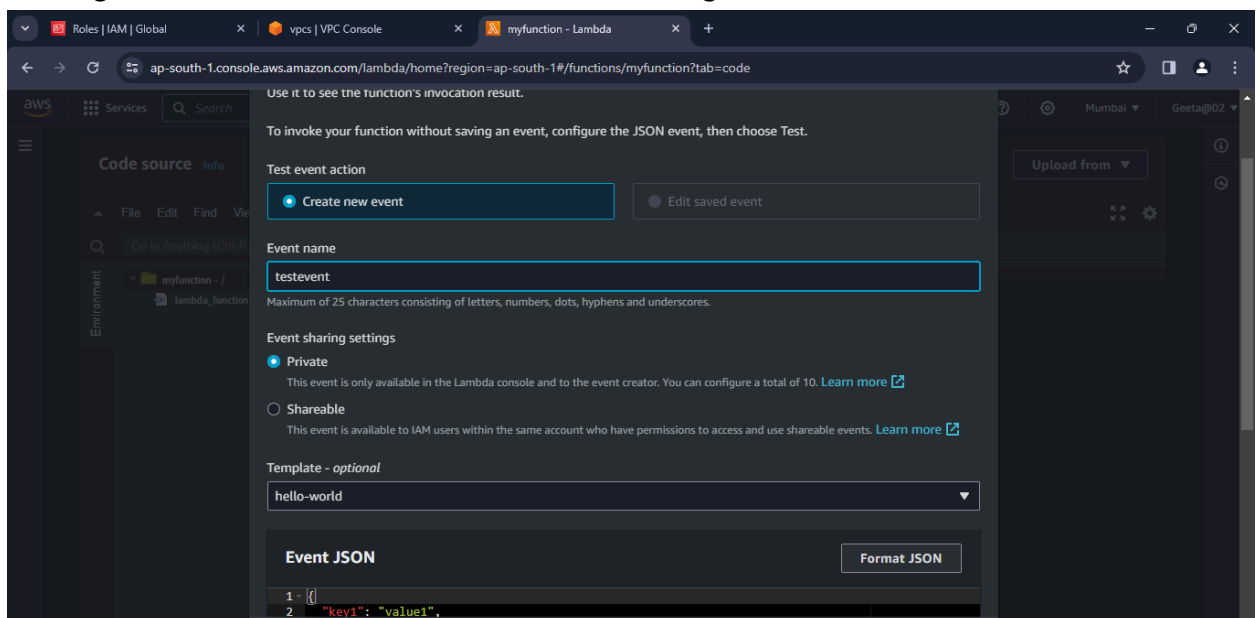 Roles | IAM | Global
vpcs | VPC Console
myfunction - Lambda
ap-south-1.console.aws.amazon.com/lambda/home?region=ap-south-1#/functions/myfunction?tab=code
aws
Services
Search
Mumbai
Geeta@02
Use it to see the function's invocation result.
To invoke your function without saving an event, configure the JSON event, then choose Test.
Code source Info
Upload from
Test event action
Create new event
Edit saved event
File Edit Find Vie
Go to Anything (Ctrl-P
Environment
myfunction - /
lambda_function
Event name
testevent
Maximum of 25 characters consisting of letters, numbers, dots, hyphens and underscores.
Event sharing settings
Private
This event is only available in the Lambda console and to the event creator. You can configure a total of 10. Learn more
Shareable
This event is available to IAM users within the same account who have permissions to access and use shareable events. Learn more
Template - optional
hello-world
Event JSON
Format JSON
1 {
2 "key1": "value1",